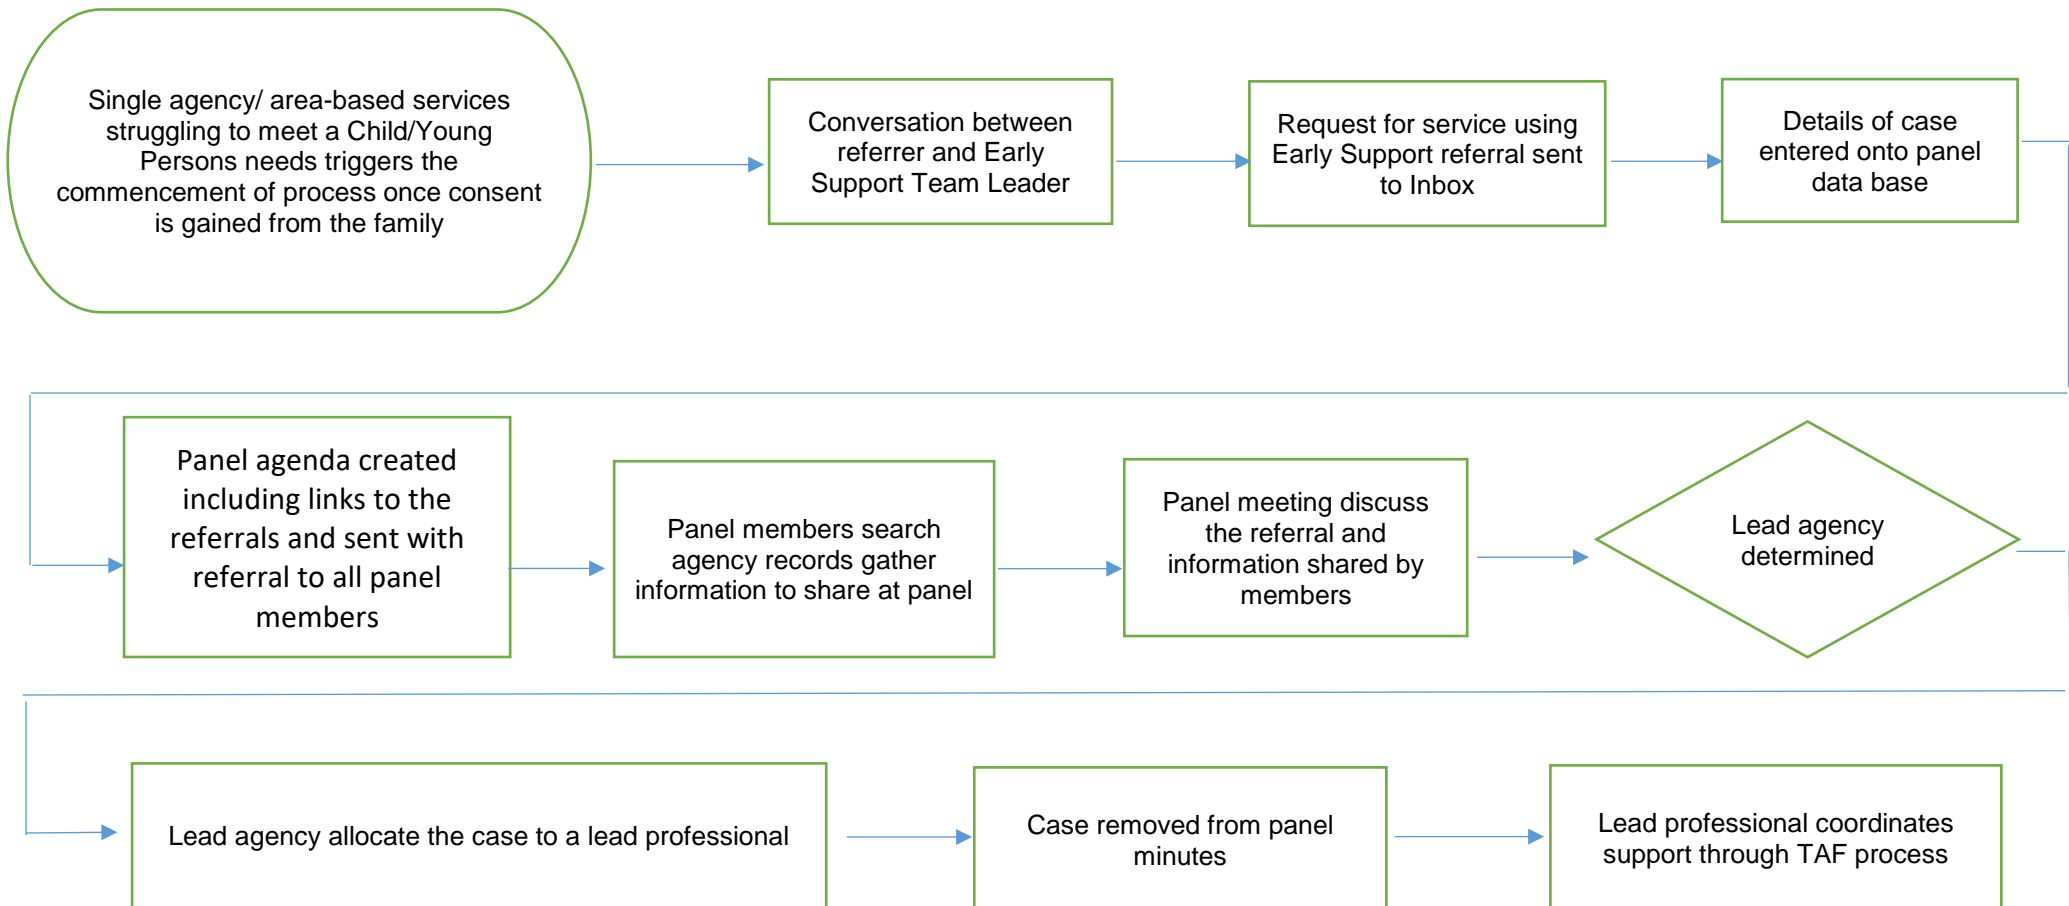 Single agency/ area-based services
struggling to meet a Child/Young
Persons needs triggers the
commencement of process once consent
is gained from the family
Conversation between
referrer and Early
Support Team Leader
Request for service using
Early Support referral sent
to Inbox
Details of case
entered onto panel
data base
Panel agenda created
including links to the
referrals and sent with
referral to all panel
members
Panel members search
agency records gather
information to share at panel
Panel meeting discuss
the referral and
information shared by
members
Lead agency
determined
Lead agency allocate the case to a lead professional
Case removed from panel
minutes
Lead professional coordinates
support through TAF process